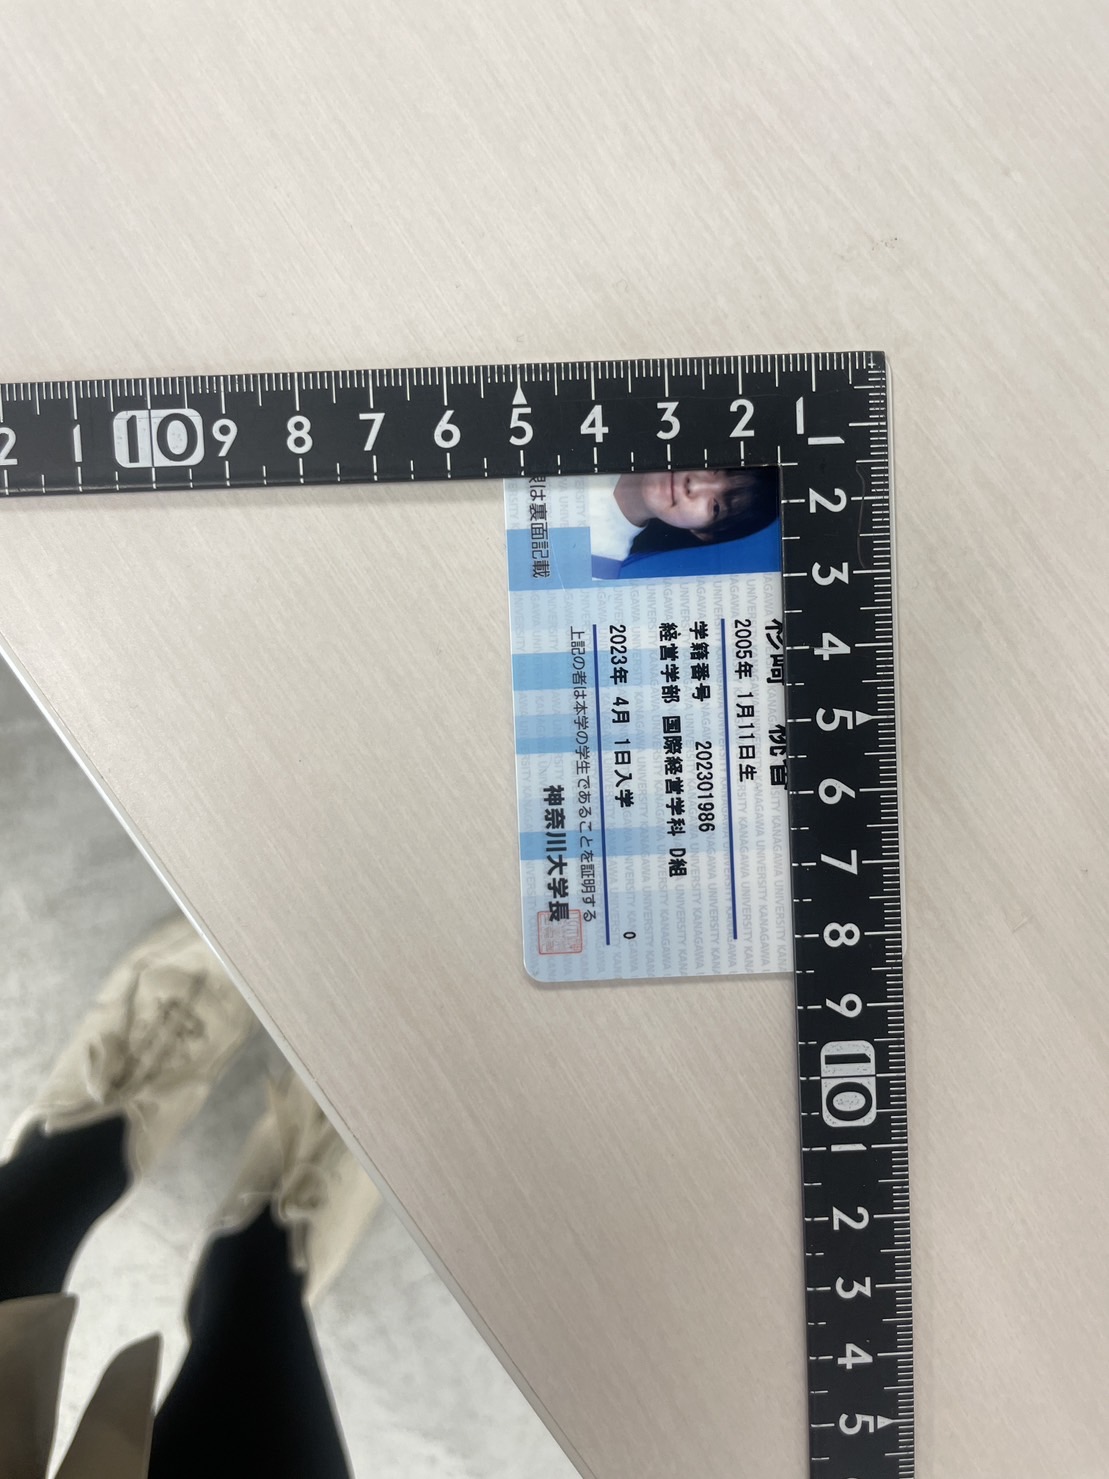 2 1 10 9 8 7 6 5 4 3 2 1
1 2 3 4 5 6 7 8 9 10 1 2 3 4 5
2005年 1月11日生
学籍番号 202301986
経営学部 国際経営学科 D組
2023年 4月 1日入学
0
上記の者は本学の学生であることを証明する
神奈川大学長
は裏面記載
KANAGAWA UNIVERSITY